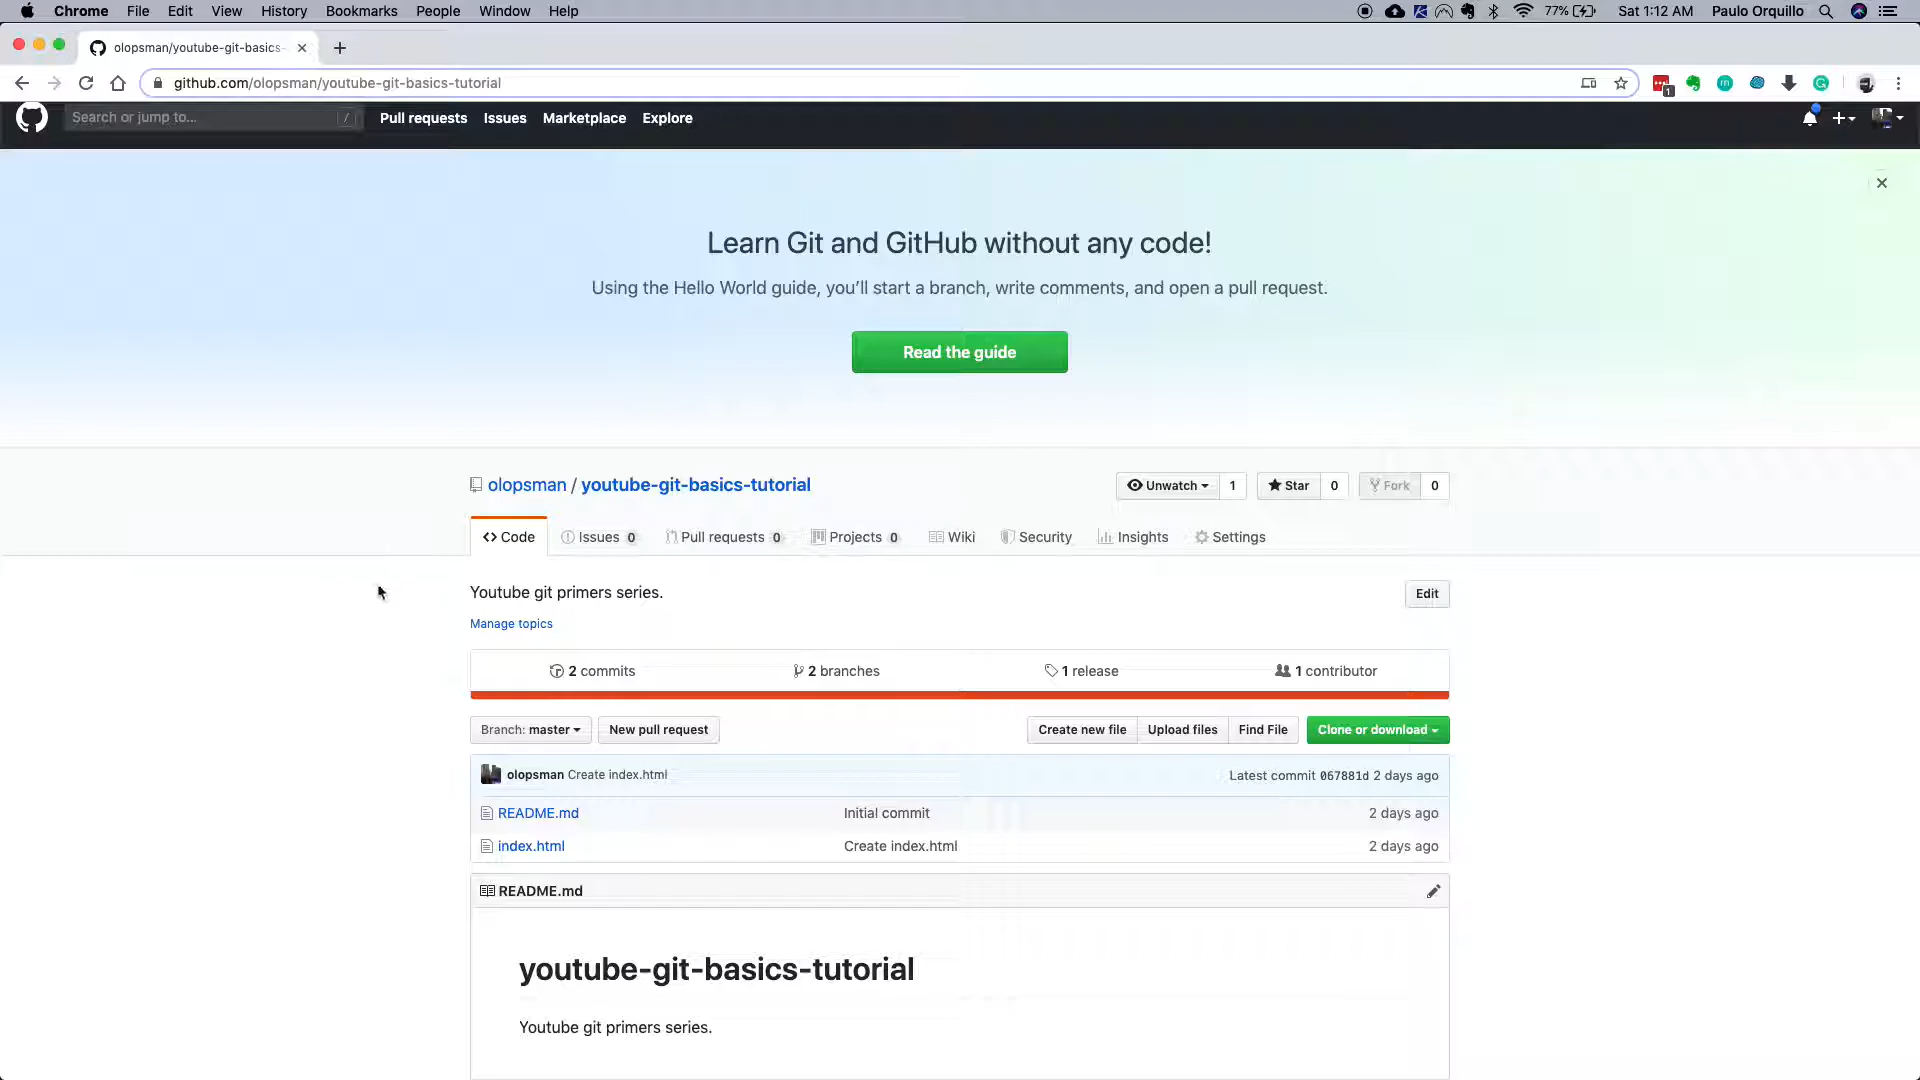 Chrome File Edit View History Bookmarks People Window Help 77% Sat 1:12 AM Paulo Orquillo
olopsman/youtube-git-basics-
github.com/olopsman/youtube-git-basics-tutorial 1
Search or jump to... / Pull requests Issues Marketplace Explore
Learn Git and GitHub without any code!
Using the Hello World guide, you’ll start a branch, write comments, and open a pull request.
Read the guide
olopsman / youtube-git-basics-tutorial Unwatch 1 Star 0 Fork 0
Code Issues 0 Pull requests 0 Projects 0 Wiki Security Insights Settings
Youtube git primers series. Edit
Manage topics
2 commits 2 branches 1 release 1 contributor
Branch: master New pull request Create new file Upload files Find File Clone or download
olopsman Create index.html Latest commit 067881d 2 days ago
README.md Initial commit 2 days ago
index.html Create index.html 2 days ago
README.md
youtube-git-basics-tutorial
Youtube git primers series.